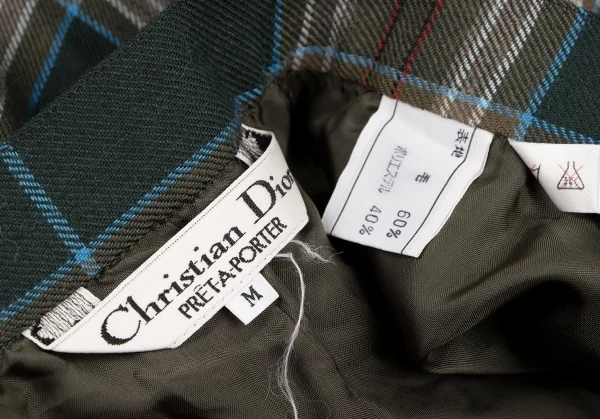 Christian Dior
PRÊT-A-PORTER
M
表地
毛 60%
ポリエステル 40%